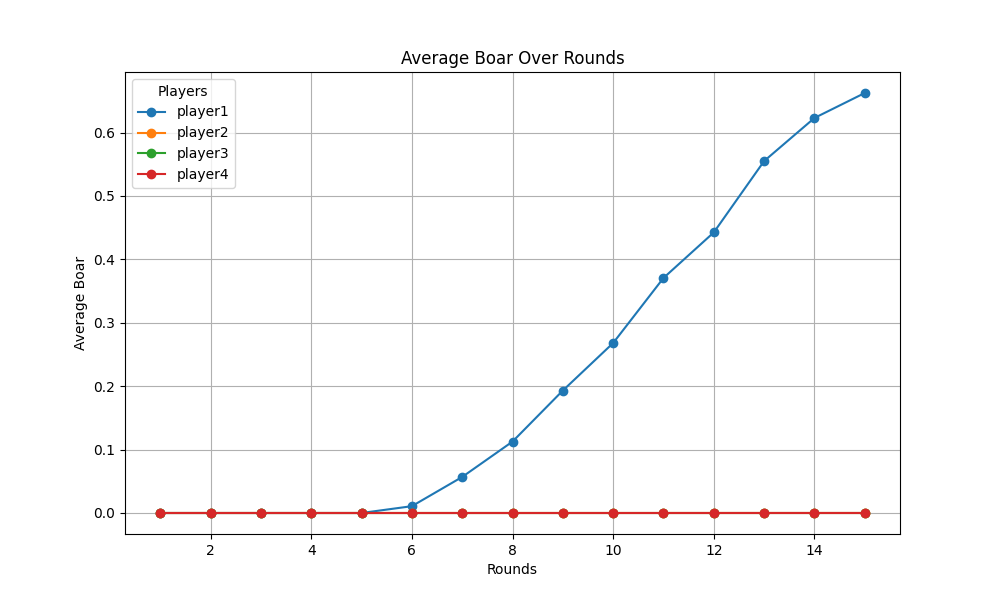 Average Boar Over Rounds
Players
player1
player2
player3
player4
Average Boar
0.6
0.5
0.4
0.3
0.2
0.1
0.0
2 4 6 8 10 12 14
Rounds